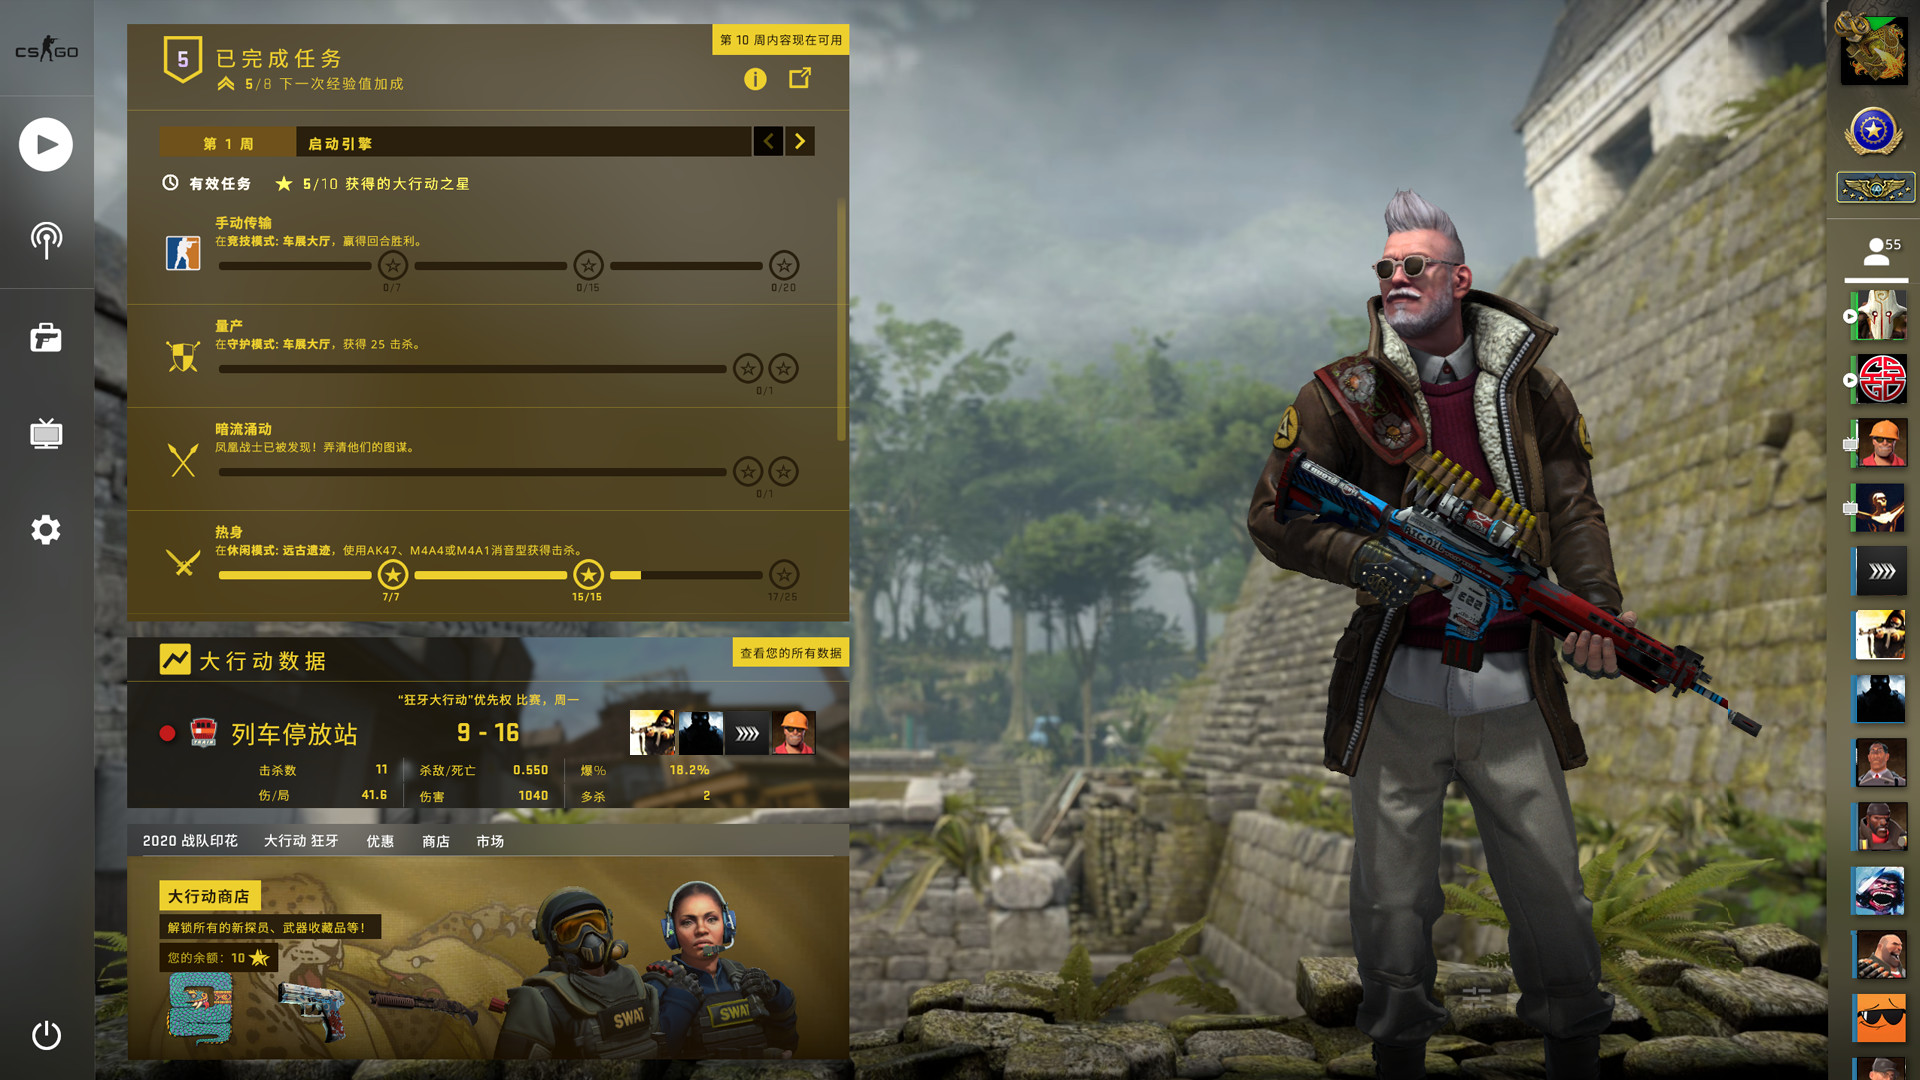 CS GO
5
已完成任务
5/8 下一次经验值加成
第 10 周内容现在可用
第 1 周
启动引擎
有效任务
5/10 获得的大行动之星
手动传输
在竞技模式: 车展大厅，赢得回合胜利。
0/7
0/15
0/20
量产
在守护模式: 车展大厅，获得 25 击杀。
0/1
暗流涌动
凤凰战士已被发现！弄清他们的图谋。
0/1
热身
在休闲模式: 远古遗迹，使用AK47、M4A4或M4A1消音型获得击杀。
7/7
15/15
17/25
大行动数据
查看您的所有数据
“狂牙大行动”优先权 比赛，周一
TRAIN
列车停放站
9 - 16
击杀数 11
杀敌/死亡 0.550
爆% 18.2%
伤/局 41.6
伤害 1040
多杀 2
2020 战队印花
大行动 狂牙
优惠
商店
市场
大行动商店
解锁所有的新探员、武器收藏品等！
您的余额: 10
SWAT
SWAT
55